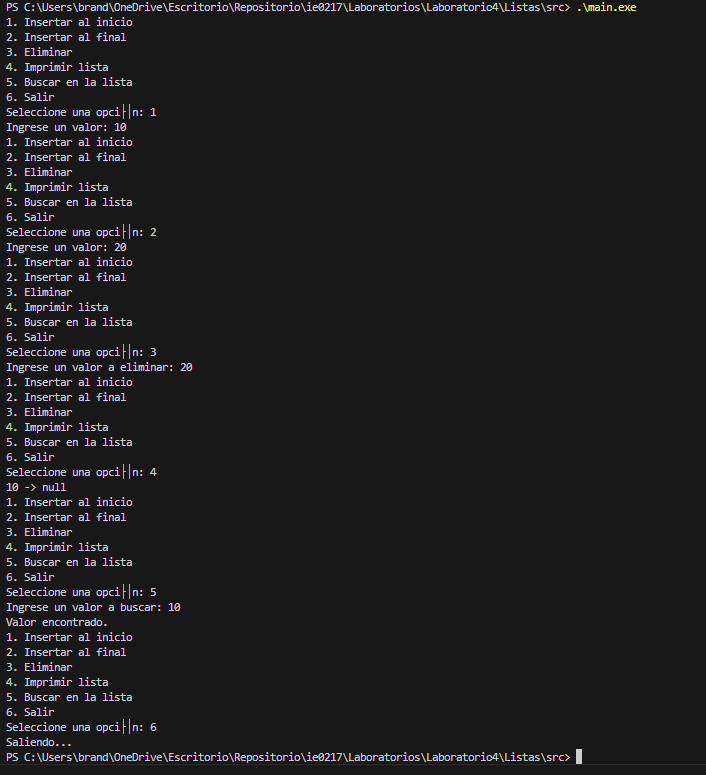 PS C:\Users\brand\OneDrive\Escritorio\Repositorio\ie0217\Laboratorios\Laboratorio4\Listas\src> .\main.exe
1. Insertar al inicio
2. Insertar al final
3. Eliminar
4. Imprimir lista
5. Buscar en la lista
6. Salir
Seleccione una opci├│n: 1
Ingrese un valor: 10
1. Insertar al inicio
2. Insertar al final
3. Eliminar
4. Imprimir lista
5. Buscar en la lista
6. Salir
Seleccione una opci├│n: 2
Ingrese un valor: 20
1. Insertar al inicio
2. Insertar al final
3. Eliminar
4. Imprimir lista
5. Buscar en la lista
6. Salir
Seleccione una opci├│n: 3
Ingrese un valor a eliminar: 20
1. Insertar al inicio
2. Insertar al final
3. Eliminar
4. Imprimir lista
5. Buscar en la lista
6. Salir
Seleccione una opci├│n: 4
10 -> null
1. Insertar al inicio
2. Insertar al final
3. Eliminar
4. Imprimir lista
5. Buscar en la lista
6. Salir
Seleccione una opci├│n: 5
Ingrese un valor a buscar: 10
Valor encontrado.
1. Insertar al inicio
2. Insertar al final
3. Eliminar
4. Imprimir lista
5. Buscar en la lista
6. Salir
Seleccione una opci├│n: 6
Saliendo...
PS C:\Users\brand\OneDrive\Escritorio\Repositorio\ie0217\Laboratorios\Laboratorio4\Listas\src>